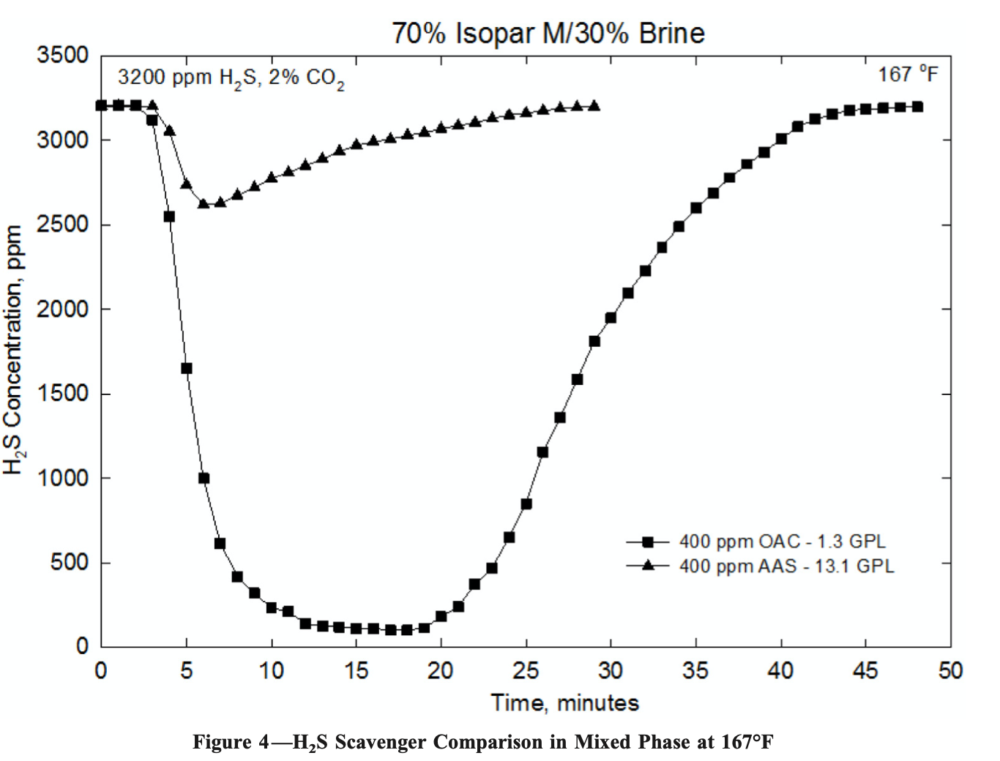 70% Isopar M/30% Brine
3500
3200 ppm H₂S, 2% CO₂
167 °F
3000
2500
2000
1500
1000
500
0
H₂S Concentration, ppm
400 ppm OAC - 1.3 GPL
400 ppm AAS - 13.1 GPL
0 5 10 15 20 25 30 35 40 45 50
Time, minutes
Figure 4—H₂S Scavenger Comparison in Mixed Phase at 167°F